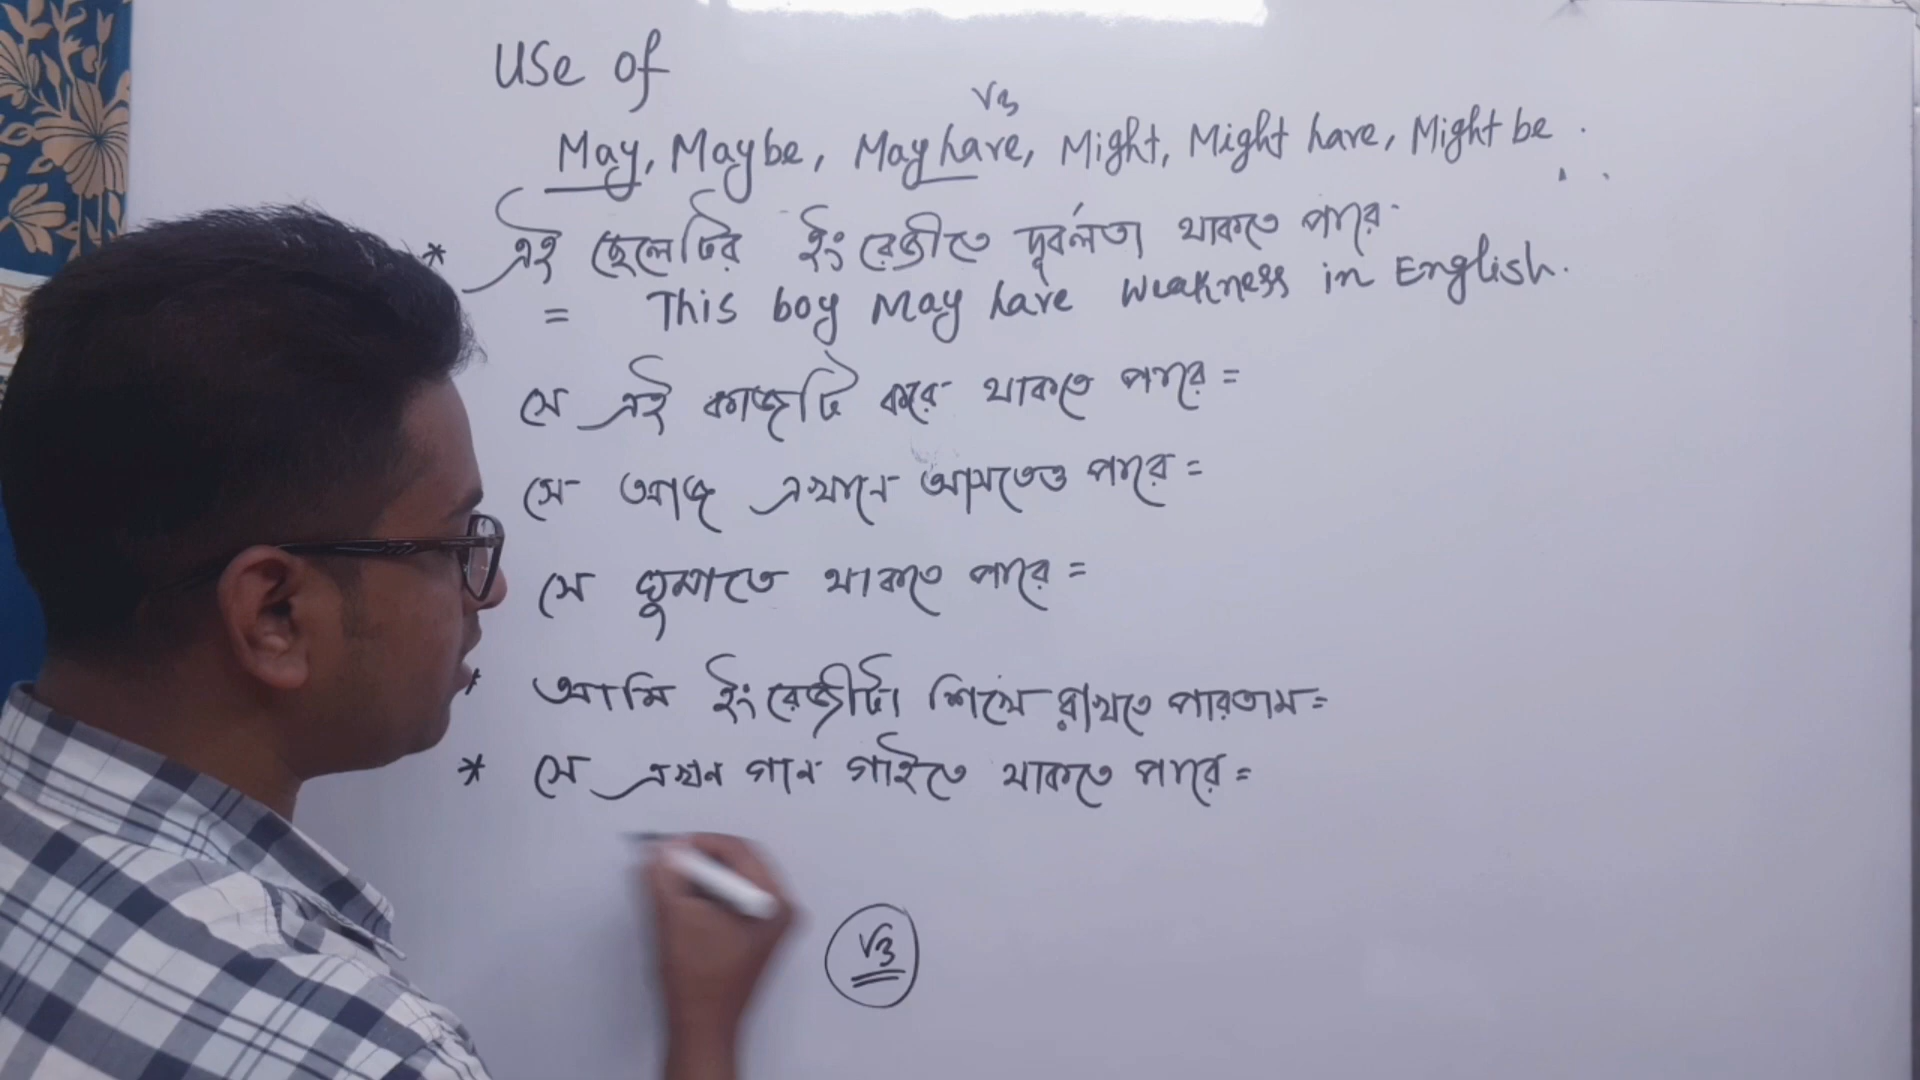 Use of
V3
May, Maybe, May have, Might, Might have, Might be .
* এই ছেলেটির ইংরেজীতে দূর্বলতা থাকতে পারে
= This boy May have weakness in English.
সে এই কাজটি করে থাকতে পারে =
সে আজ এখানে আসতেও পারে =
সে ঘুমাতে থাকতে পারে =
* আমি ইংরেজীটা শিখে রাখতে পারতাম =
* সে এখন গান গাইতে থাকতে পারে =
V3